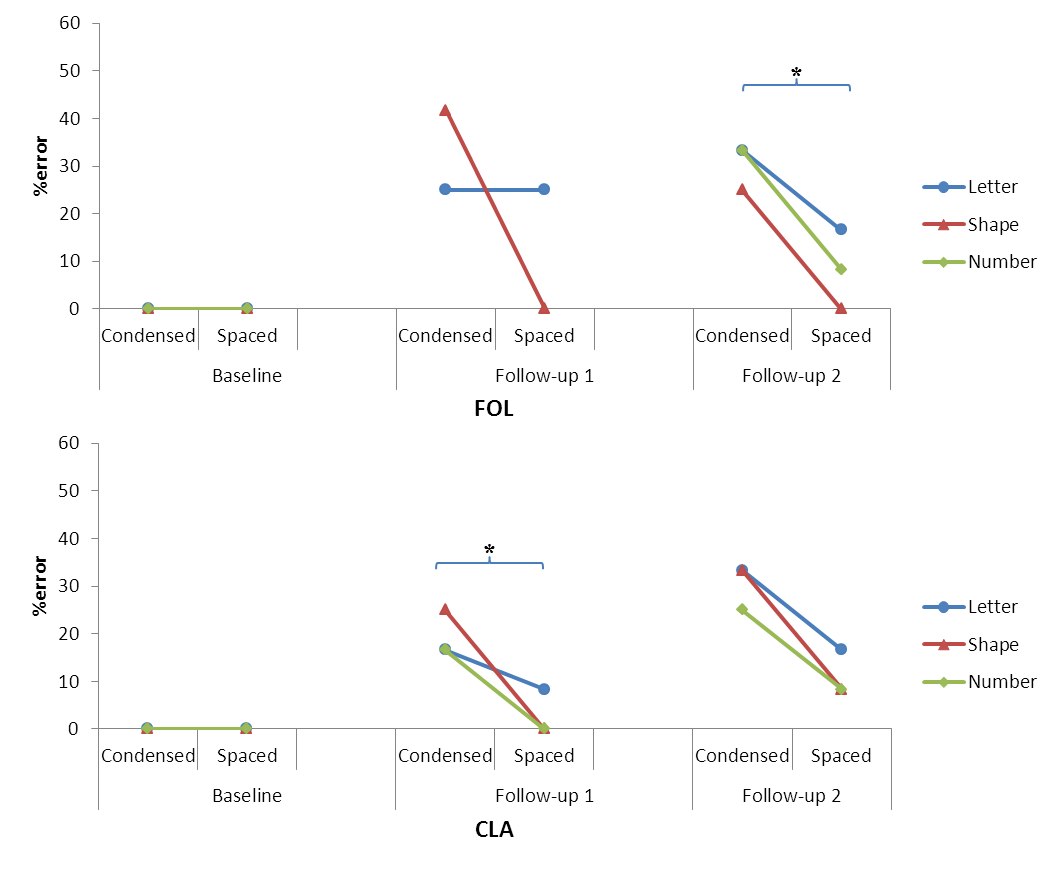 60
50
*
40
%error
30
Letter
20
Shape
10
Number
0
Condensed Spaced Condensed Spaced Condensed Spaced
Baseline Follow-up 1 Follow-up 2
FOL
60
50
40
*
%error
30
Letter
20
Shape
10
Number
0
Condensed Spaced Condensed Spaced Condensed Spaced
Baseline Follow-up 1 Follow-up 2
CLA